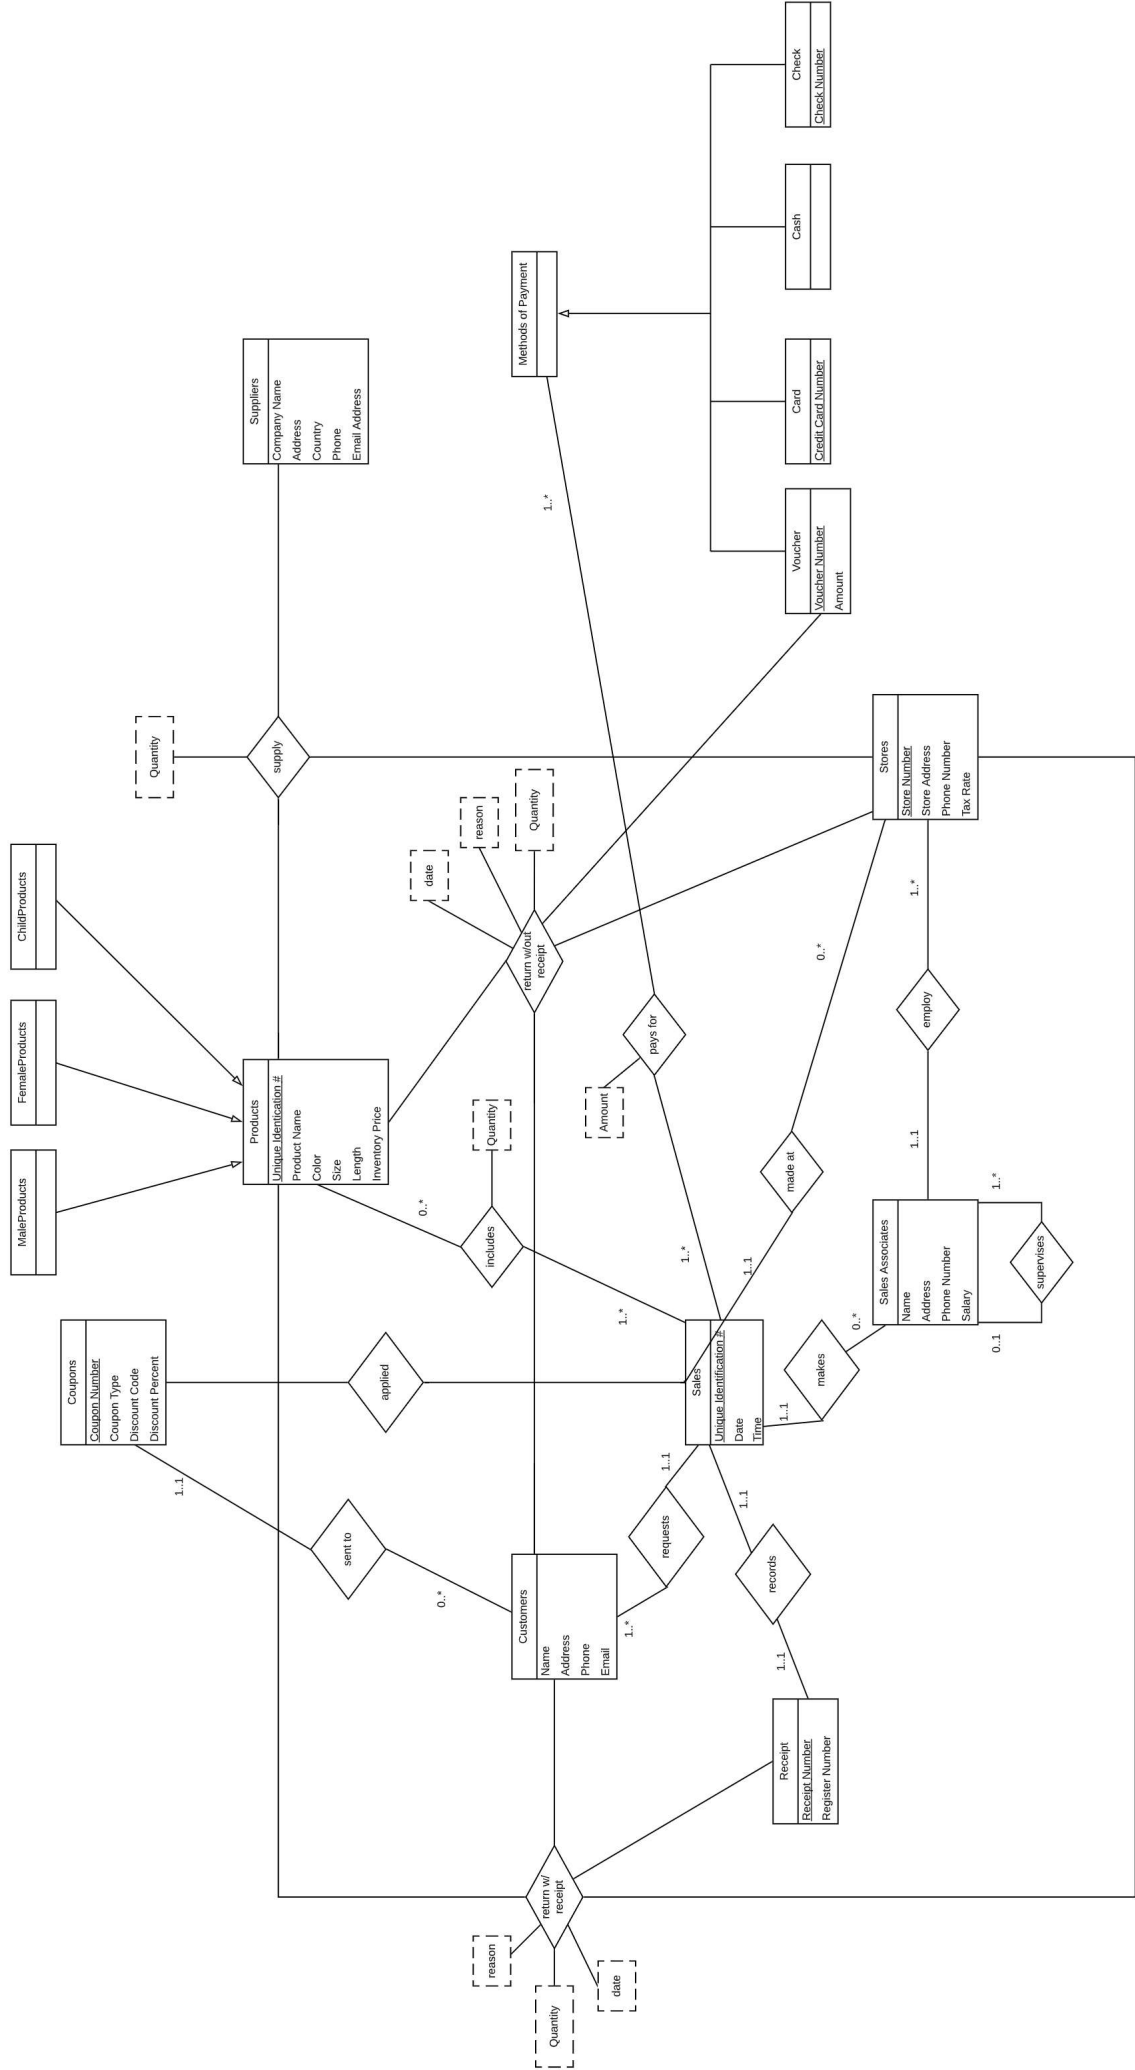 MaleProducts
FemaleProducts
ChildProducts
Coupons
Coupon Number
Coupon Type
Discount Code
Discount Percent
Quantity
1..1
Products
Unique Identication #
Product Name
Color
Size
Length
Inventory Price
supply
Suppliers
Company Name
Address
Country
Phone
Email Address
sent to
applied
0..*
date
0..*
reason
reason
includes
Quantity
return w/
receipt
Quantity
Customers
Name
Address
Phone
Email
return w/out
receipt
Quantity
1..*
Methods of Payment
date
1..*
1..*
Amount
pays for
requests
1..1
1..*
Sales
Unique Identification #
Date
Time
1..1
1..1
records
1..1
Receipt
Receipt Number
Register Number
1..1
made at
makes
0..*
0..*
Voucher
Voucher Number
Amount
Card
Credit Card Number
Cash
Check
Check Number
Sales Associates
Name
Address
Phone Number
Salary
1..1
employ
1..*
Stores
Store Number
Store Address
Phone Number
Tax Rate
0..1
1..*
supervises